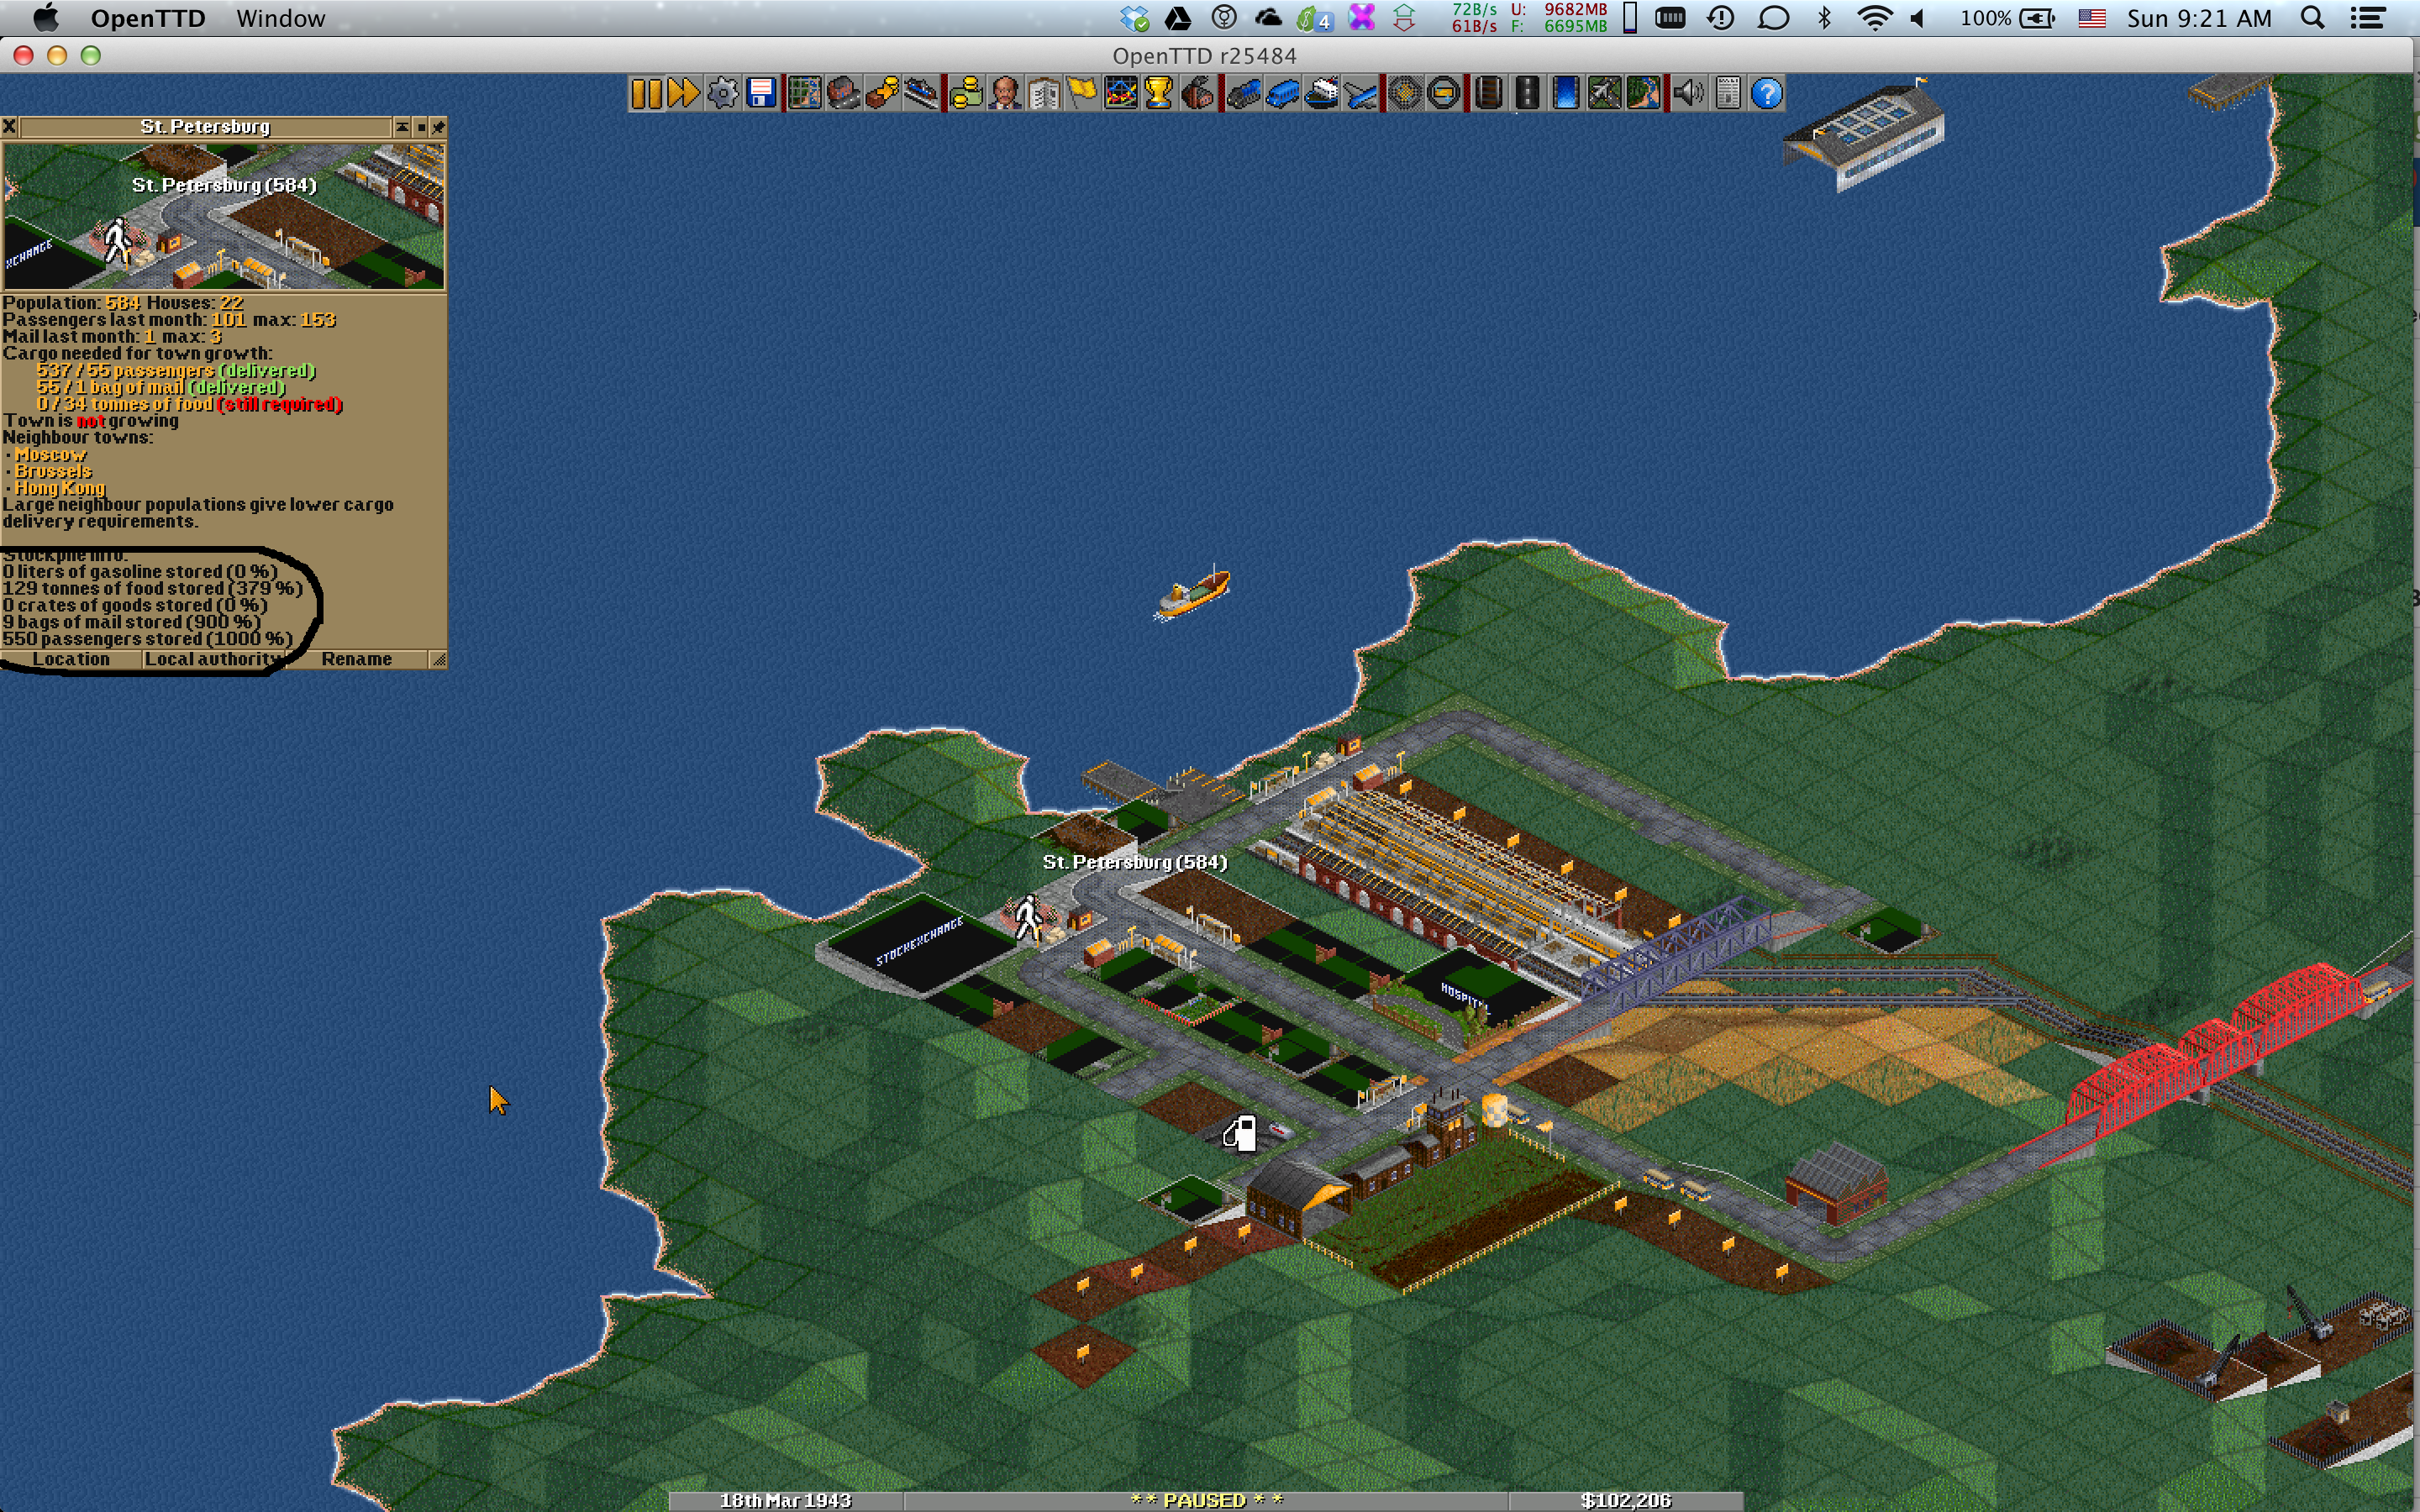 OpenTTD Window
4
72B/s U: 9682MB
61B/s F: 6695MB
100%
Sun 9:21 AM
OpenTTD r25484
St. Petersburg
St. Petersburg (584)
XCHANGE
Population: 584 Houses: 22
Passengers last month: 101 max: 153
Mail last month: 1 max: 3
Cargo needed for town growth:
537 / 55 passengers (delivered)
55 / 1 bag of mail (delivered)
0 / 34 tonnes of food (still required)
Town is not growing
Neighbour towns:
· Moscow
· Brussels
· Hong Kong
Large neighbour populations give lower cargo
delivery requirements.
Stockpile info:
0 liters of gasoline stored (0 %)
129 tonnes of food stored (379 %)
0 crates of goods stored (0 %)
9 bags of mail stored (900 %)
550 passengers stored (1000 %)
Location Local authority Rename
St. Petersburg (584)
STOCKEXCHANGE
HOSPIT
18th Mar 1943
* * PAUSED * *
$102,206